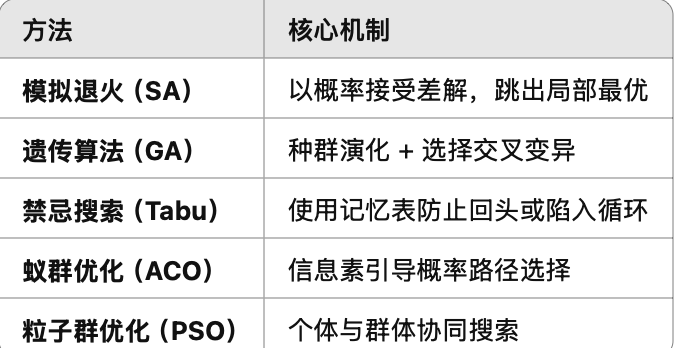 方法 核心机制
模拟退火（SA） 以概率接受差解，跳出局部最优
遗传算法（GA） 种群演化 + 选择交叉变异
禁忌搜索（Tabu） 使用记忆表防止回头或陷入循环
蚁群优化（ACO） 信息素引导概率路径选择
粒子群优化（PSO） 个体与群体协同搜索